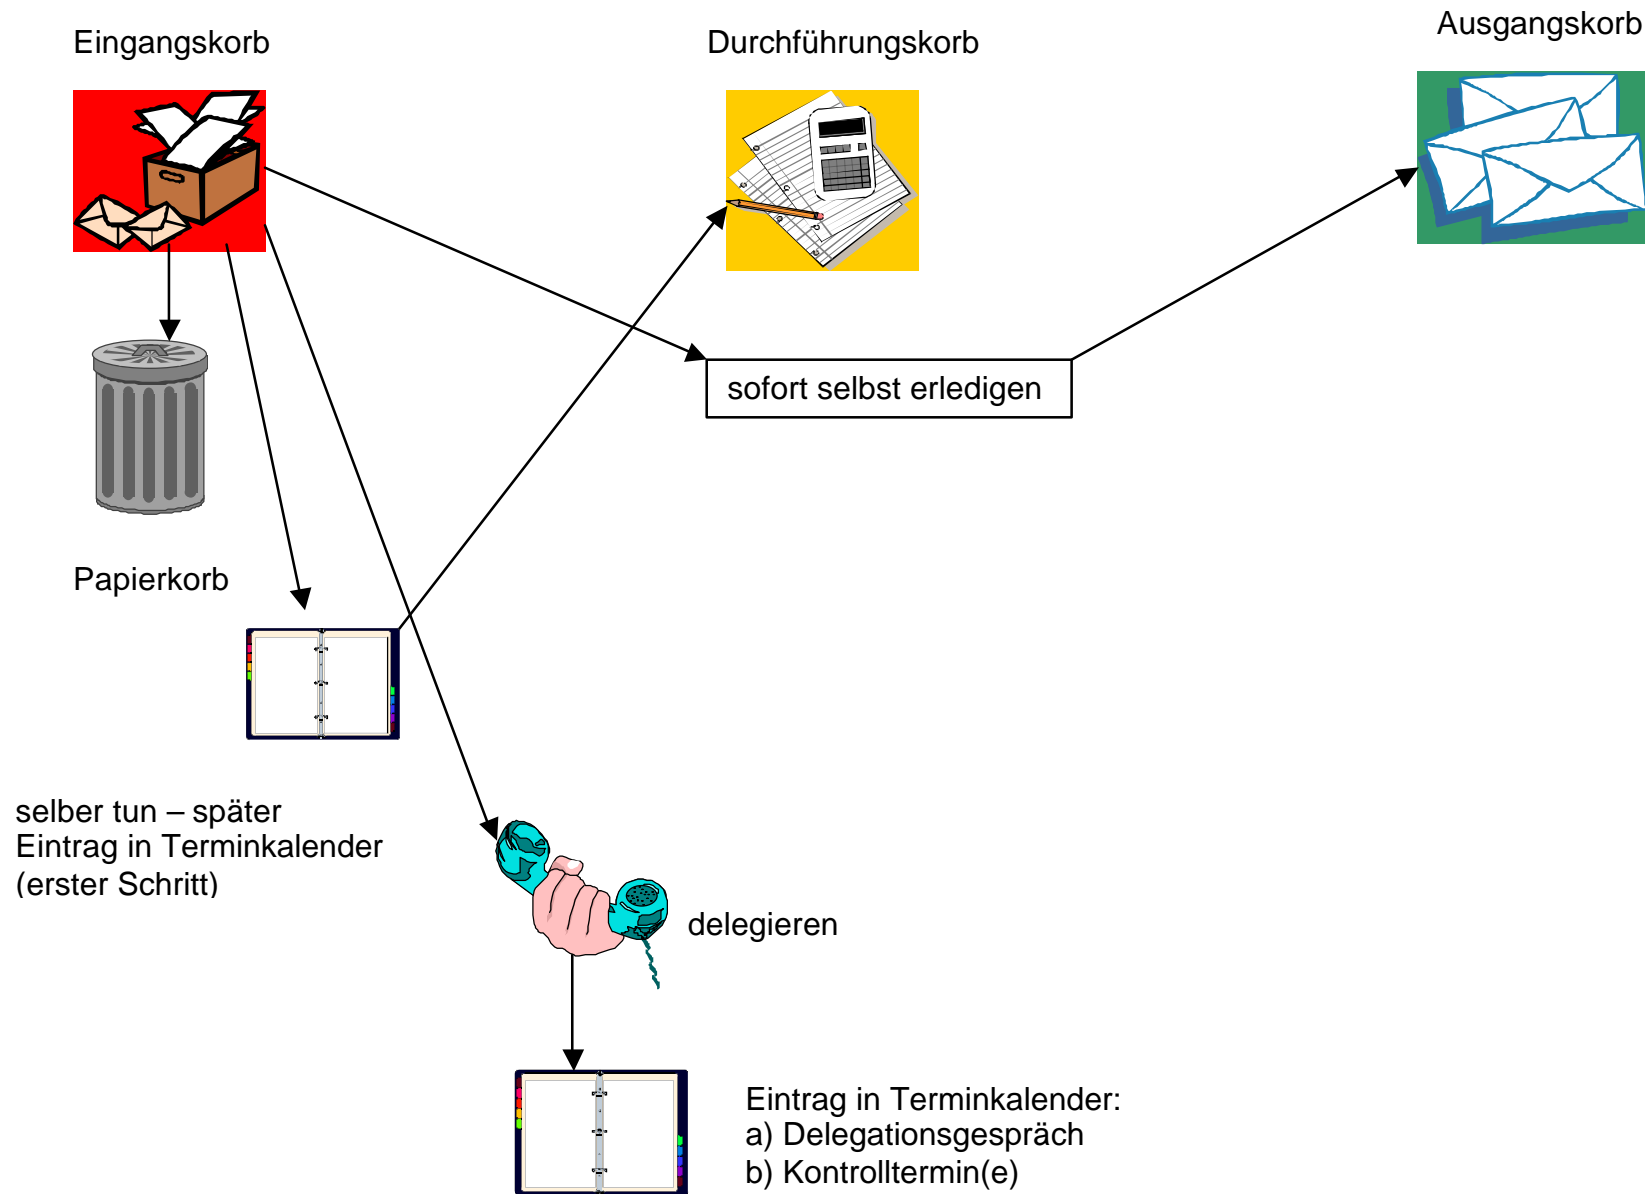 Eingangskorb
Durchführungskorb
Ausgangskorb
sofort selbst erledigen
Papierkorb
selber tun – später
Eintrag in Terminkalender
(erster Schritt)
delegieren
Eintrag in Terminkalender:
a) Delegationsgespräch
b) Kontrolltermin(e)